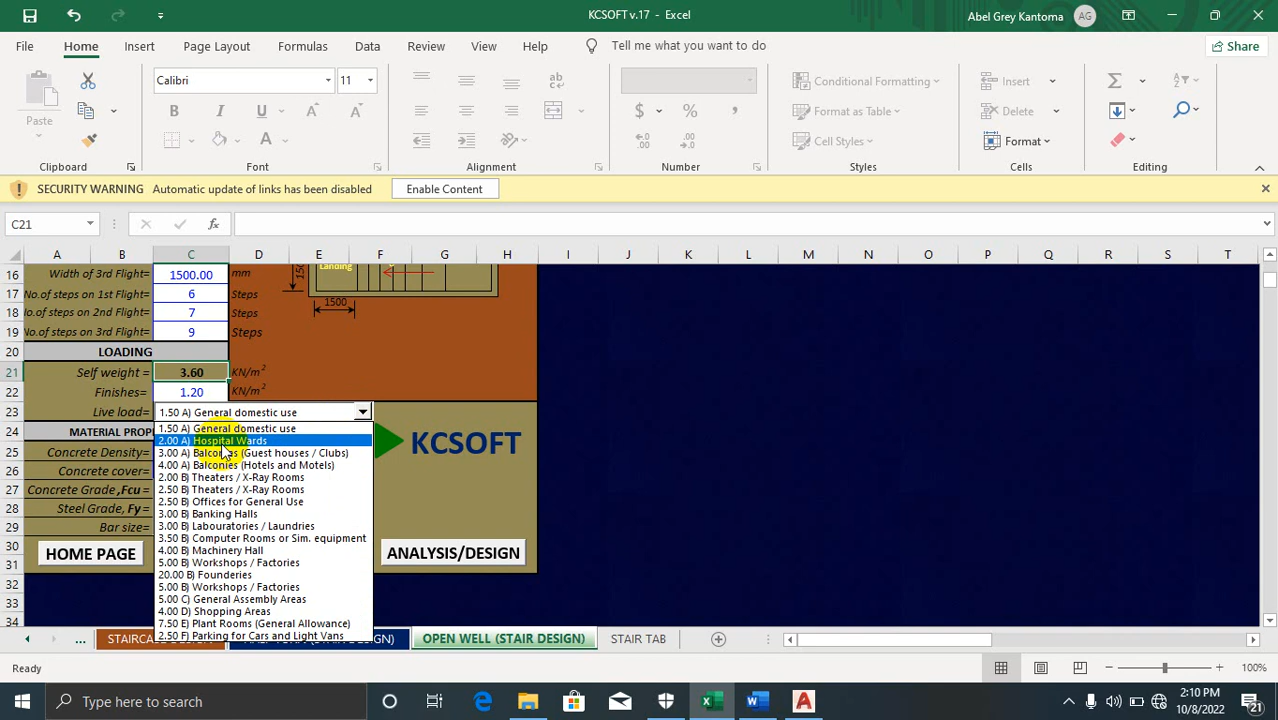 KCSOFT v.17 - Excel
Abel Grey Kantoma
AG
File Home Insert Page Layout Formulas Data Review View Help Tell me what you want to do Share
Paste
Calibri 11
B I U A A
A
ab
$ % ,
Conditional Formatting
Format as Table
Cell Styles
Insert
Delete
Format
Clipboard Font Alignment Number Styles Cells Editing
SECURITY WARNING Automatic update of links has been disabled Enable Content
C21 fx
A B C D E F G H I J K L M N O P Q R S T
16 Width of 3rd Flight= 1500.00 mm
17 No.of steps on 1st Flight= 6 Steps
18 No.of steps on 2nd Flight= 7 Steps
19 No.of steps on 3rd Flight= 9 Steps
20 LOADING
21 Self weight = 3.60 KN/m²
22 Finishes= 1.20 KN/m²
23 Live load= 1.50 A) General domestic use
Landing
1500
24 MATERIAL PROP
25 Concrete Density=
26 Concrete cover=
27 Concrete Grade,Fcu=
28 Steel Grade, Fy=
29 Bar size=
30
31
32
33
34
1.50 A) General domestic use
2.00 A) Hospital Wards
3.00 A) Balconies (Guest houses / Clubs)
4.00 A) Balconies (Hotels and Motels)
2.00 B) Theaters / X-Ray Rooms
2.50 B) Theaters / X-Ray Rooms
2.50 B) Offices for General Use
3.00 B) Banking Halls
3.00 B) Labouratories / Laundries
3.50 B) Computer Rooms or Sim. equipment
4.00 B) Machinery Hall
5.00 B) Workshops / Factories
20.00 B) Founderies
5.00 B) Workshops / Factories
5.00 C) General Assembly Areas
4.00 D) Shopping Areas
7.50 E) Plant Rooms (General Allowance)
2.50 F) Parking for Cars and Light Vans
KCSOFT
HOME PAGE
ANALYSIS/DESIGN
... STAIRCASE DESIGN) OPEN WELL (STAIR DESIGN) STAIR TAB
Ready
100%
Type here to search
2:10 PM
10/8/2022
21